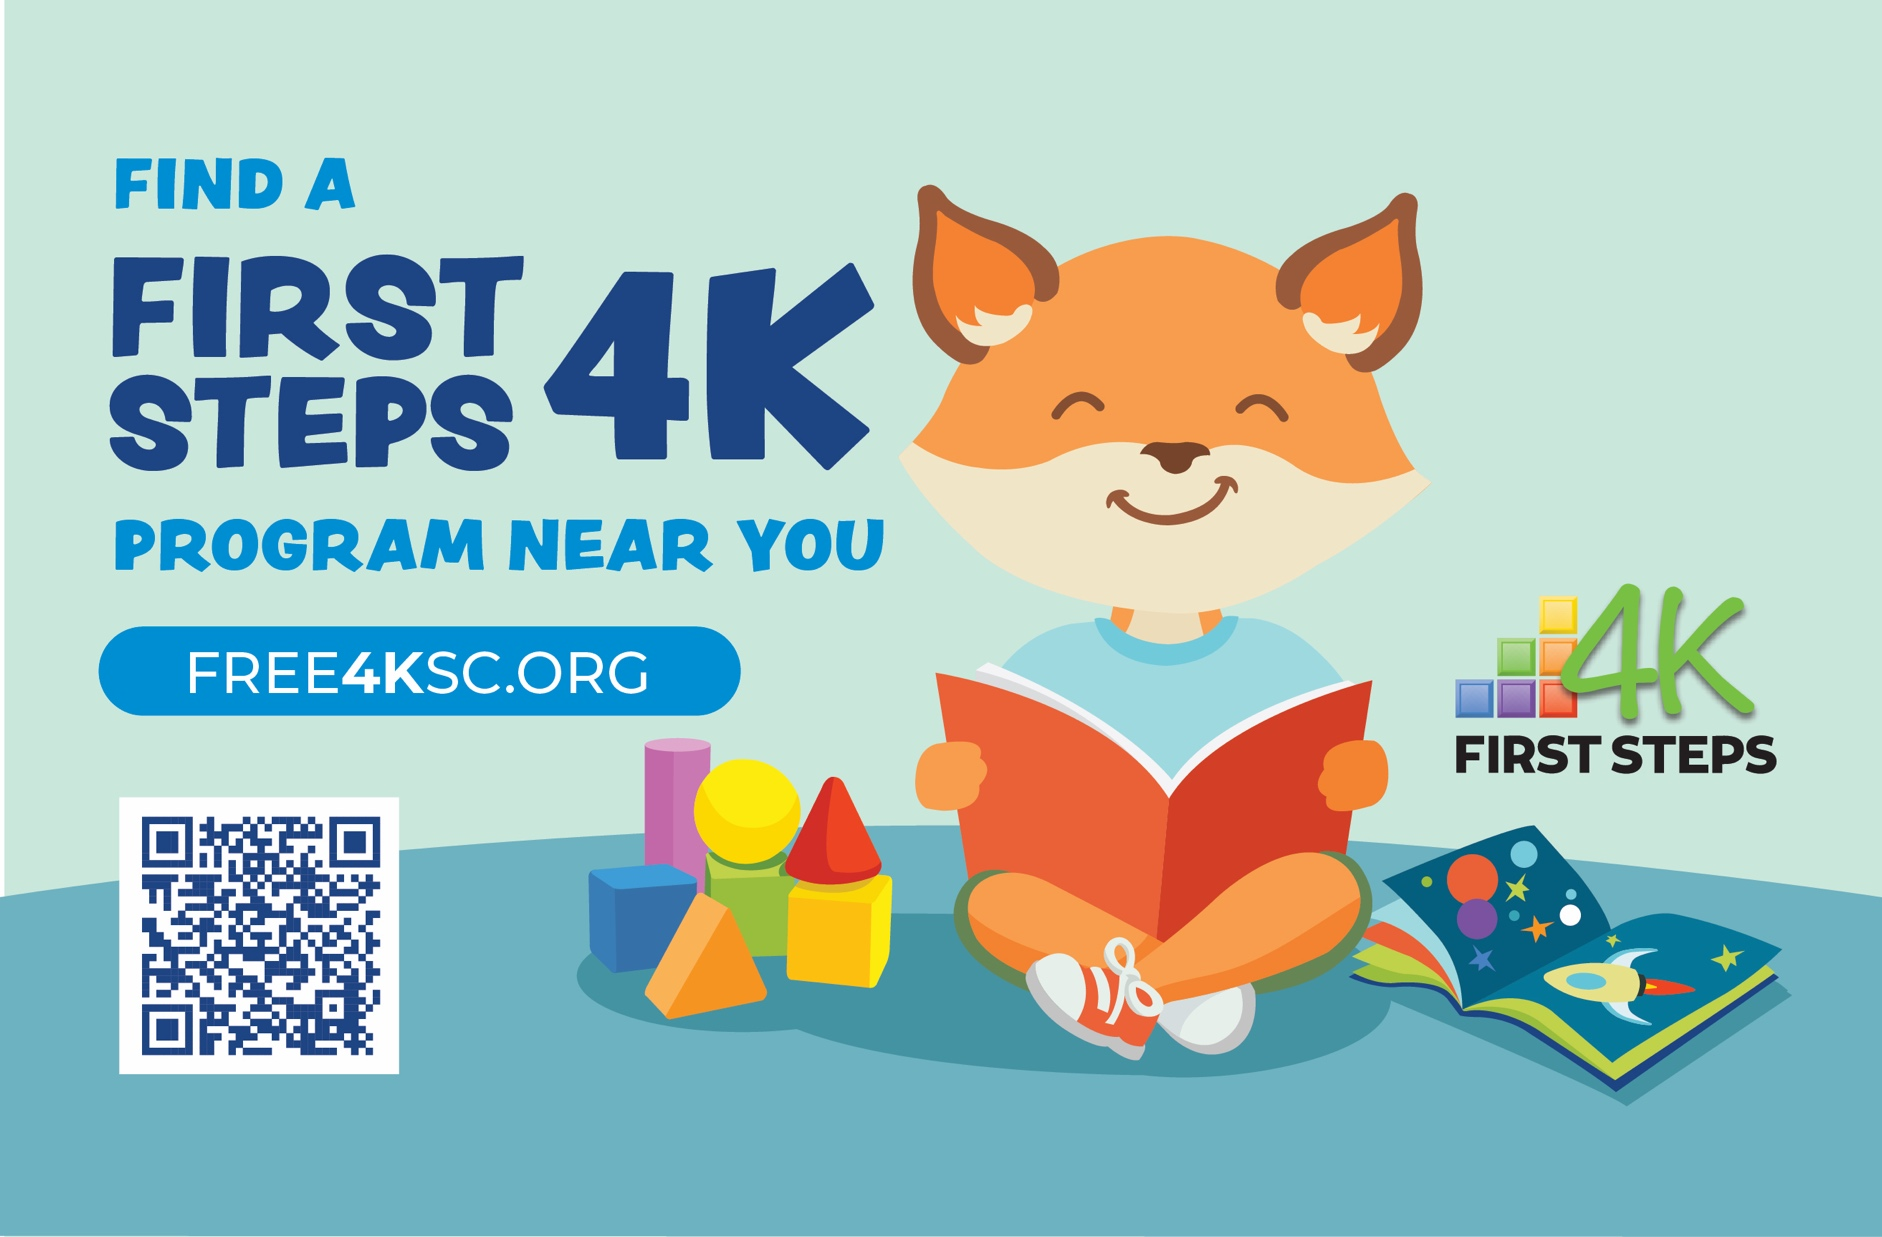 FIND A
FIRST
STEPS 4K
PROGRAM NEAR YOU
FREE4KSC.ORG
4K
FIRST STEPS